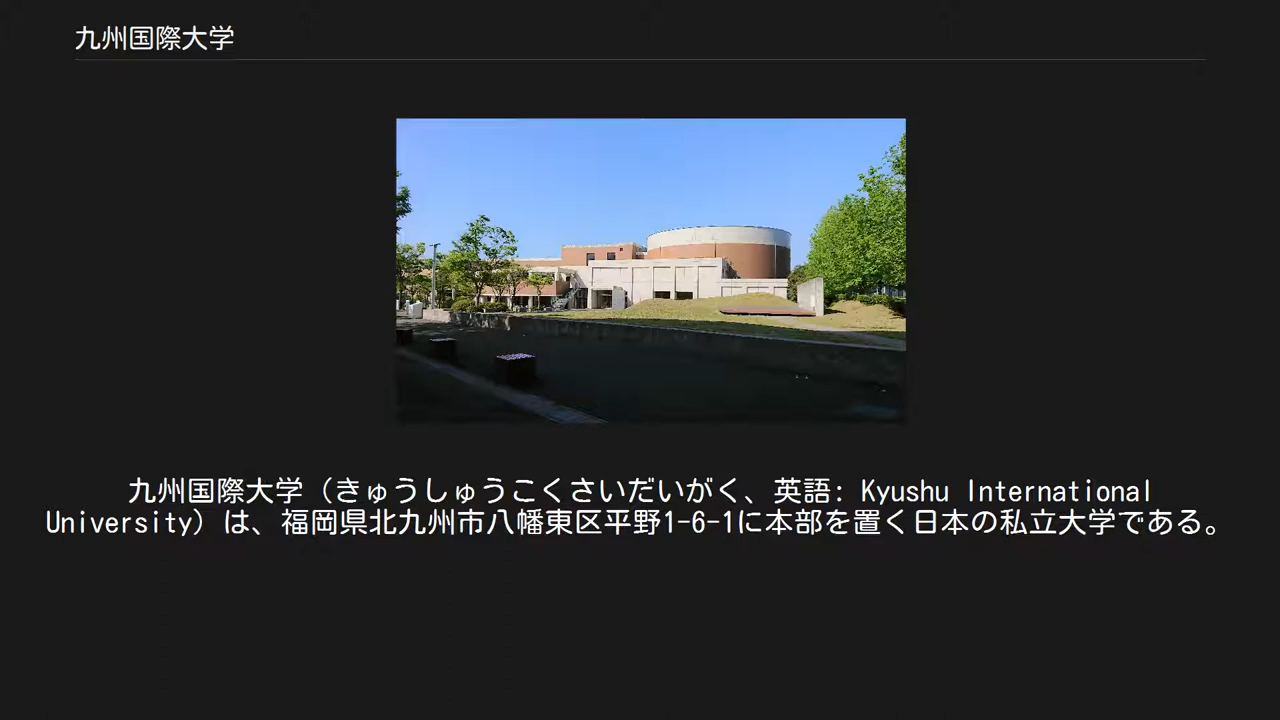 九州国際大学
九州国際大学（きゅうしゅうこくさいだいがく、英語: Kyushu International
University）は、福岡県北九州市八幡東区平野1-6-1に本部を置く日本の私立大学である。